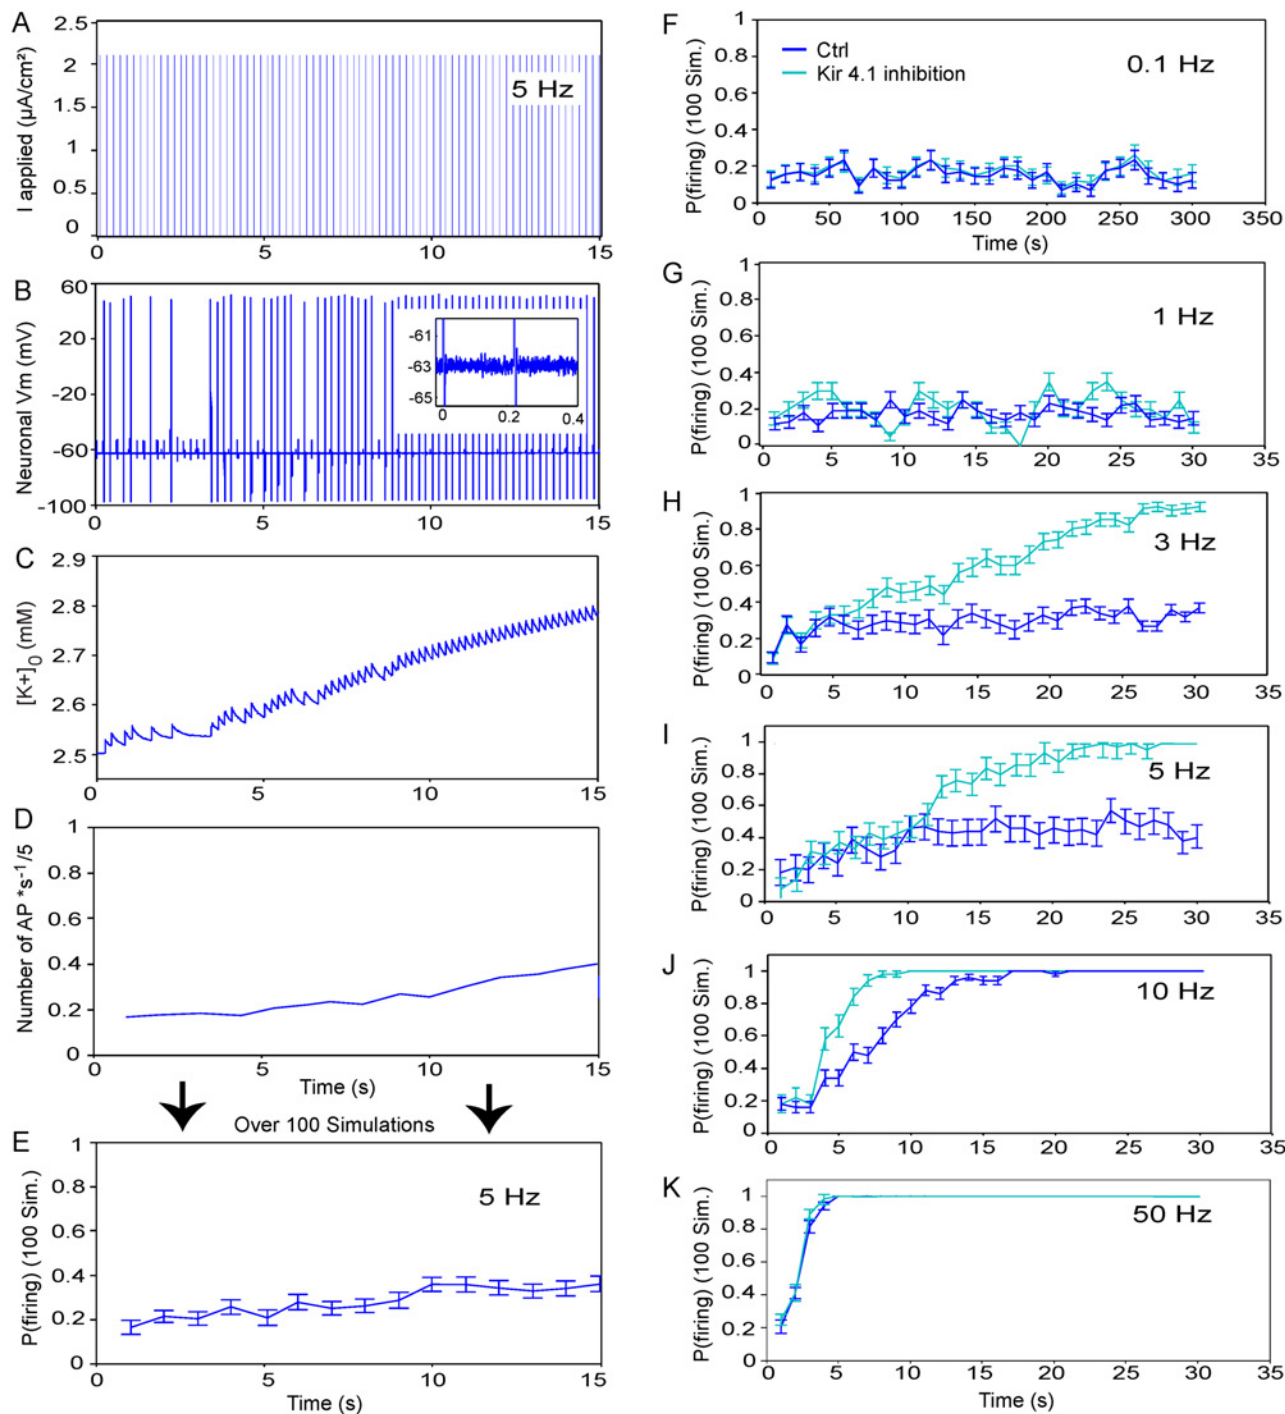 A
I applied (µA/cm²)
2.5
2
1.5
1
0.5
0
5 Hz
0 5 10 15
B
Neuronal Vm (mV)
60
20
-20
-60
-100
-61
-63
-65
0 0.2 0.4
0 5 10 15
C
[K+]0 (mM)
2.9
2.8
2.7
2.6
2.5
0 5 10 15
D
Number of AP *s-1/5
1
0.8
0.6
0.4
0.2
0
0 5 10 15
Time (s)
Over 100 Simulations
E
P(firing) (100 Sim.)
1
0.8
0.6
0.4
0.2
0
5 Hz
0 5 10 15
Time (s)
F
P(firing) (100 Sim.)
1
0.8
0.6
0.4
0.2
0
Ctrl
Kir 4.1 inhibition
0.1 Hz
0 50 100 150 200 250 300 350
Time (s)
G
P(firing) (100 Sim.)
1
0.8
0.6
0.4
0.2
0
1 Hz
0 5 10 15 20 25 30 35
H
P(firing) (100 Sim.)
1
0.8
0.6
0.4
0.2
0
3 Hz
0 5 10 15 20 25 30 35
I
P(firing) (100 Sim.)
1
0.8
0.6
0.4
0.2
0
5 Hz
0 5 10 15 20 25 30 35
J
P(firing) (100 Sim.)
1
0.8
0.6
0.4
0.2
0
10 Hz
0 5 10 15 20 25 30 35
K
P(firing) (100 Sim.)
1
0.8
0.6
0.4
0.2
0
50 Hz
0 5 10 15 20 25 30 35
Time (s)